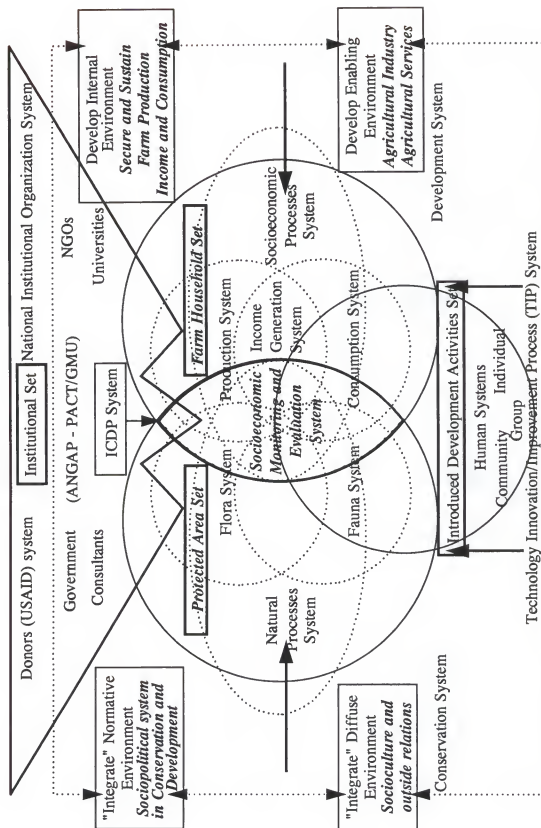 Institutional Set
Donors (USAID) system
National Institutional Organization System
Government
(ANGAP - PACT/GMU)
NGOs
Consultants
Universities
"Integrate" Normative
Environment
Sociopolitical system
in Conservation and
Development
ICDP System
Develop Internal
Environment
Secure and Sustain
Farm Production
Income and Consumption
Protected Area Set
Farm Household Set
Flora System
Production System
Natural
Processes
System
Socioeconomic
Monitoring and
Evaluation
System
Income
Generation
System
Socioeconomic
Processes
System
Fauna System
Consumption System
"Integrate" Diffuse
Environment
Socioculture and
outside relations
Develop Enabling
Environment
Agricultural Industry
Agricultural Services
Conservation System
Introduced Development Activities Set
Development System
Human Systems
Community
Individual
Group
Technology Innovation/Improvement Process (TIP) System